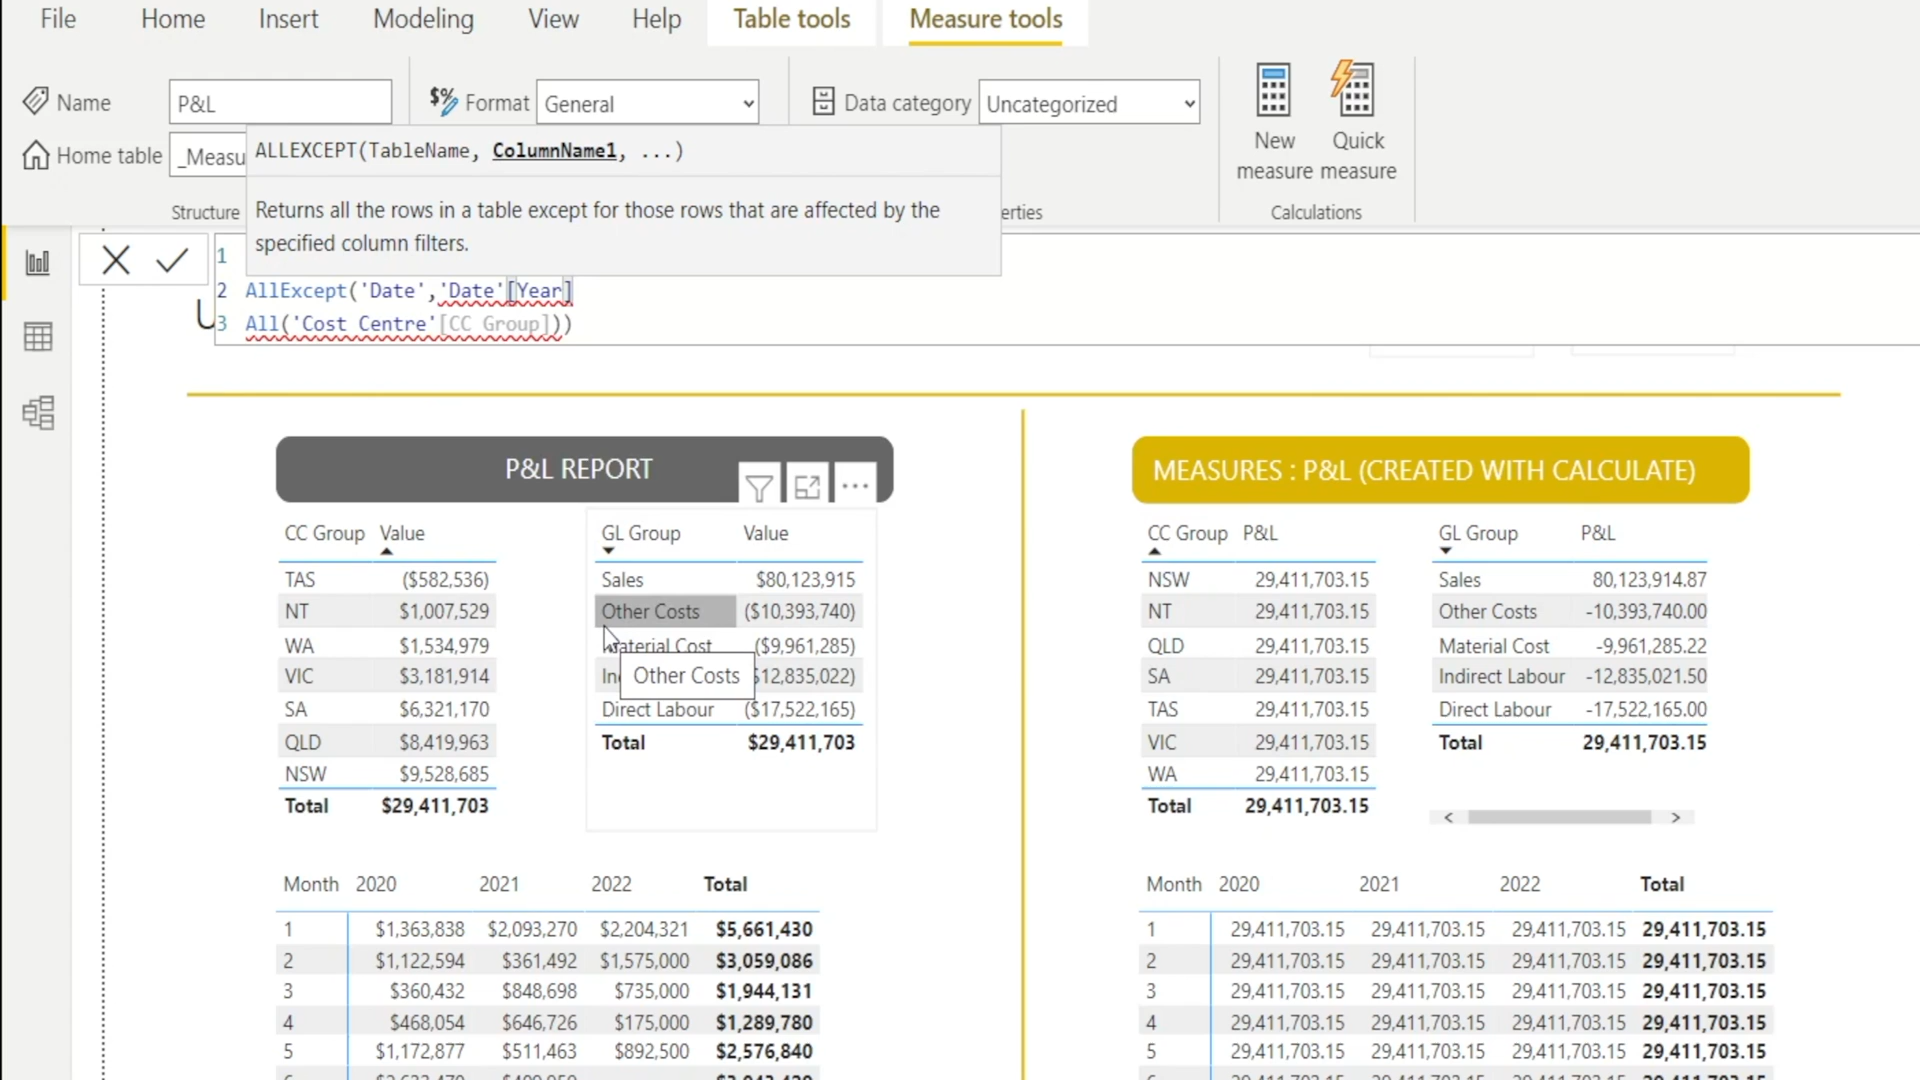 File Home Insert Modeling View Help Table tools Measure tools
Name P&L $% Format General Data category Uncategorized
New measure
Quick measure
Home table _Measu
ALLEXCEPT(TableName, ColumnName1, ...)
Returns all the rows in a table except for those rows that are affected by the
specified column filters.
Structure erties Calculations
1
2 AllExcept('Date','Date'[Year]
3 All('Cost Centre'[CC Group]))
P&L REPORT
MEASURES : P&L (CREATED WITH CALCULATE)
CC Group Value
TAS ($582,536)
NT $1,007,529
WA $1,534,979
VIC $3,181,914
SA $6,321,170
QLD $8,419,963
NSW $9,528,685
Total $29,411,703
GL Group Value
Sales $80,123,915
Other Costs ($10,393,740)
aterial Cost ($9,961,285)
In $12,835,022)
Other Costs
Direct Labour ($17,522,165)
Total $29,411,703
CC Group P&L
NSW 29,411,703.15
NT 29,411,703.15
QLD 29,411,703.15
SA 29,411,703.15
TAS 29,411,703.15
VIC 29,411,703.15
WA 29,411,703.15
Total 29,411,703.15
GL Group P&L
Sales 80,123,914.87
Other Costs -10,393,740.00
Material Cost -9,961,285.22
Indirect Labour -12,835,021.50
Direct Labour -17,522,165.00
Total 29,411,703.15
Month 2020 2021 2022 Total
1 $1,363,838 $2,093,270 $2,204,321 $5,661,430
2 $1,122,594 $361,492 $1,575,000 $3,059,086
3 $360,432 $848,698 $735,000 $1,944,131
4 $468,054 $646,726 $175,000 $1,289,780
5 $1,172,877 $511,463 $892,500 $2,576,840
Month 2020 2021 2022 Total
1 29,411,703.15 29,411,703.15 29,411,703.15 29,411,703.15
2 29,411,703.15 29,411,703.15 29,411,703.15 29,411,703.15
3 29,411,703.15 29,411,703.15 29,411,703.15 29,411,703.15
4 29,411,703.15 29,411,703.15 29,411,703.15 29,411,703.15
5 29,411,703.15 29,411,703.15 29,411,703.15 29,411,703.15